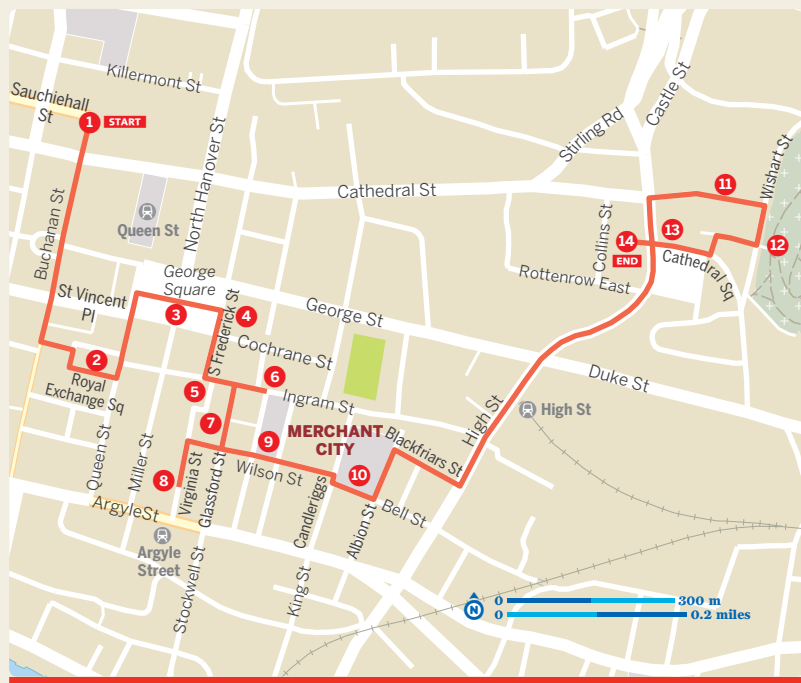 Killermont St
Sauchiehall
St
1 START
Castle St
Stirling Rd
Wishart St
North Hanover St
Cathedral St
11
Buchanan St
Queen St
Collins St
14
END
13
12
Cathedral Sq
Rottenrow East
George
Square
St Vincent
Pl
3
S Frederick St
4
George St
Cochrane St
2
Royal
Exchange Sq
5
6
Ingram St
Duke St
High St
High St
7
MERCHANT
CITY
9
Blackfriars St
Queen St
Miller St
8
Virginia St
Glassford St
Wilson St
10
Candleriggs
Albion St
Bell St
Argyle St
Argyle
Street
Stockwell St
King St
N
0 300 m
0 0.2 miles